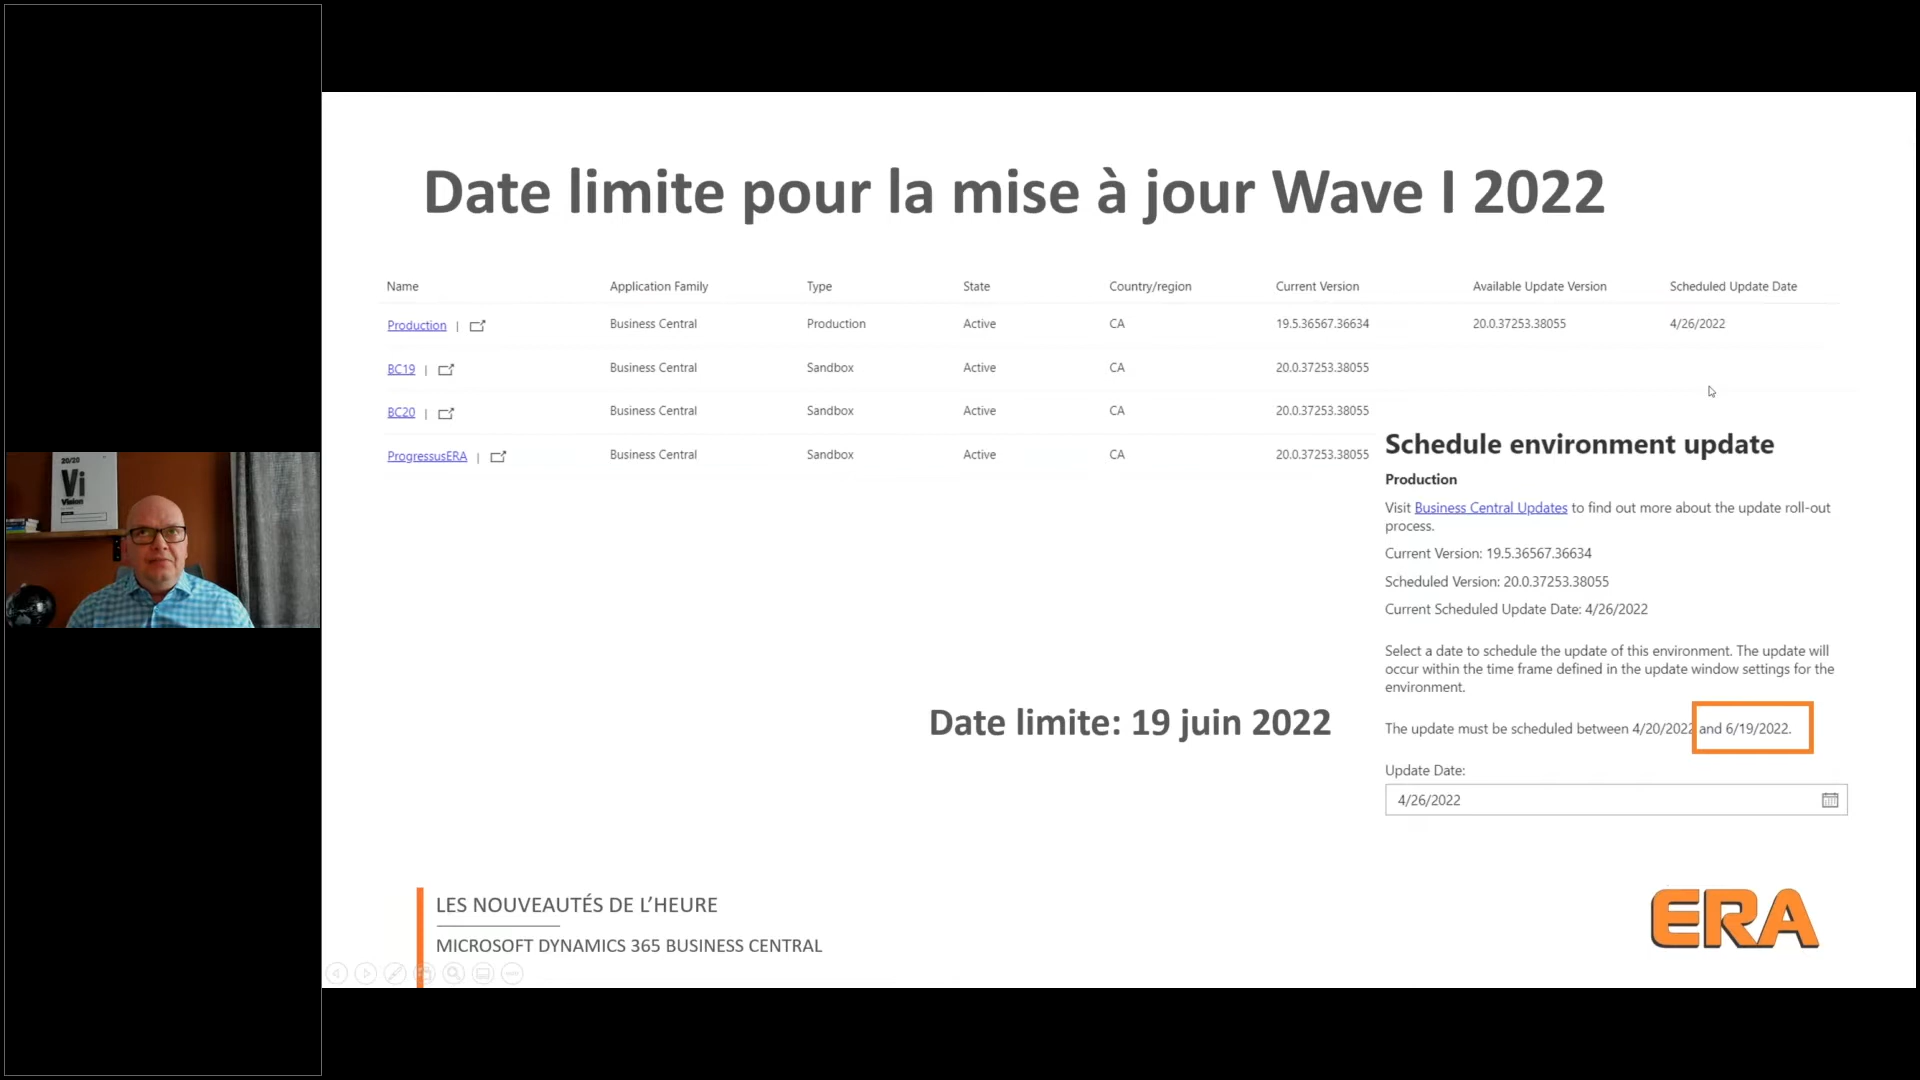 Date limite pour la mise à jour Wave I 2022
Name Application Family Type State Country/region Current Version Available Update Version Scheduled Update Date
Production | Business Central Production Active CA 19.5.36567.36634 20.0.37253.38055 4/26/2022
BC19 | Business Central Sandbox Active CA 20.0.37253.38055
BC20 | Business Central Sandbox Active CA 20.0.37253.38055
ProgressusERA | Business Central Sandbox Active CA 20.0.37253.38055
Schedule environment update
Production
Visit Business Central Updates to find out more about the update roll-out
process.
Current Version: 19.5.36567.36634
Scheduled Version: 20.0.37253.38055
Current Scheduled Update Date: 4/26/2022
Select a date to schedule the update of this environment. The update will
occur within the time frame defined in the update window settings for the
environment.
Date limite: 19 juin 2022
The update must be scheduled between 4/20/2022 and 6/19/2022.
Update Date:
4/26/2022
20/20
Vi
Vision
LES NOUVEAUTÉS DE L'HEURE
MICROSOFT DYNAMICS 365 BUSINESS CENTRAL
ERA